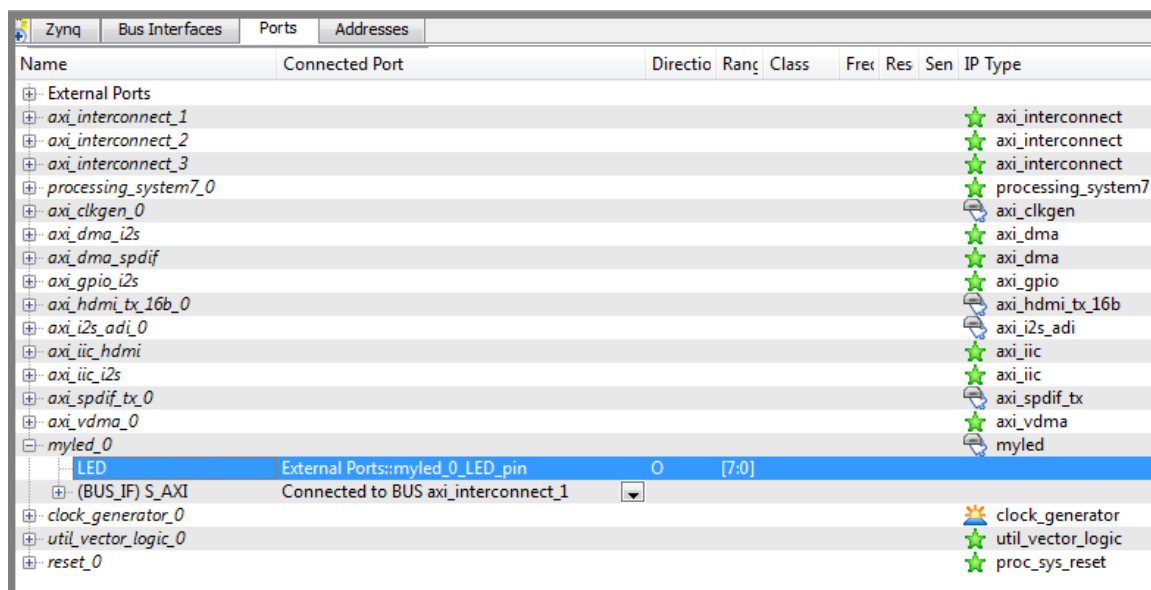 Zynq Bus Interfaces Ports Addresses
Name Connected Port Directio Rang Class Frec Res Sen IP Type
External Ports
axi_interconnect_1 axi_interconnect
axi_interconnect_2 axi_interconnect
axi_interconnect_3 axi_interconnect
processing_system7_0 processing_system7
axi_clkgen_0 axi_clkgen
axi_dma_i2s axi_dma
axi_dma_spdif axi_dma
axi_gpio_i2s axi_gpio
axi_hdmi_tx_16b_0 axi_hdmi_tx_16b
axi_i2s_adi_0 axi_i2s_adi
axi_iic_hdmi axi_iic
axi_iic_i2s axi_iic
axi_spdif_tx_0 axi_spdif_tx
axi_vdma_0 axi_vdma
myled_0 myled
LED External Ports::myled_0_LED_pin O [7:0]
(BUS_IF) S_AXI Connected to BUS axi_interconnect_1
clock_generator_0 clock_generator
util_vector_logic_0 util_vector_logic
reset_0 proc_sys_reset